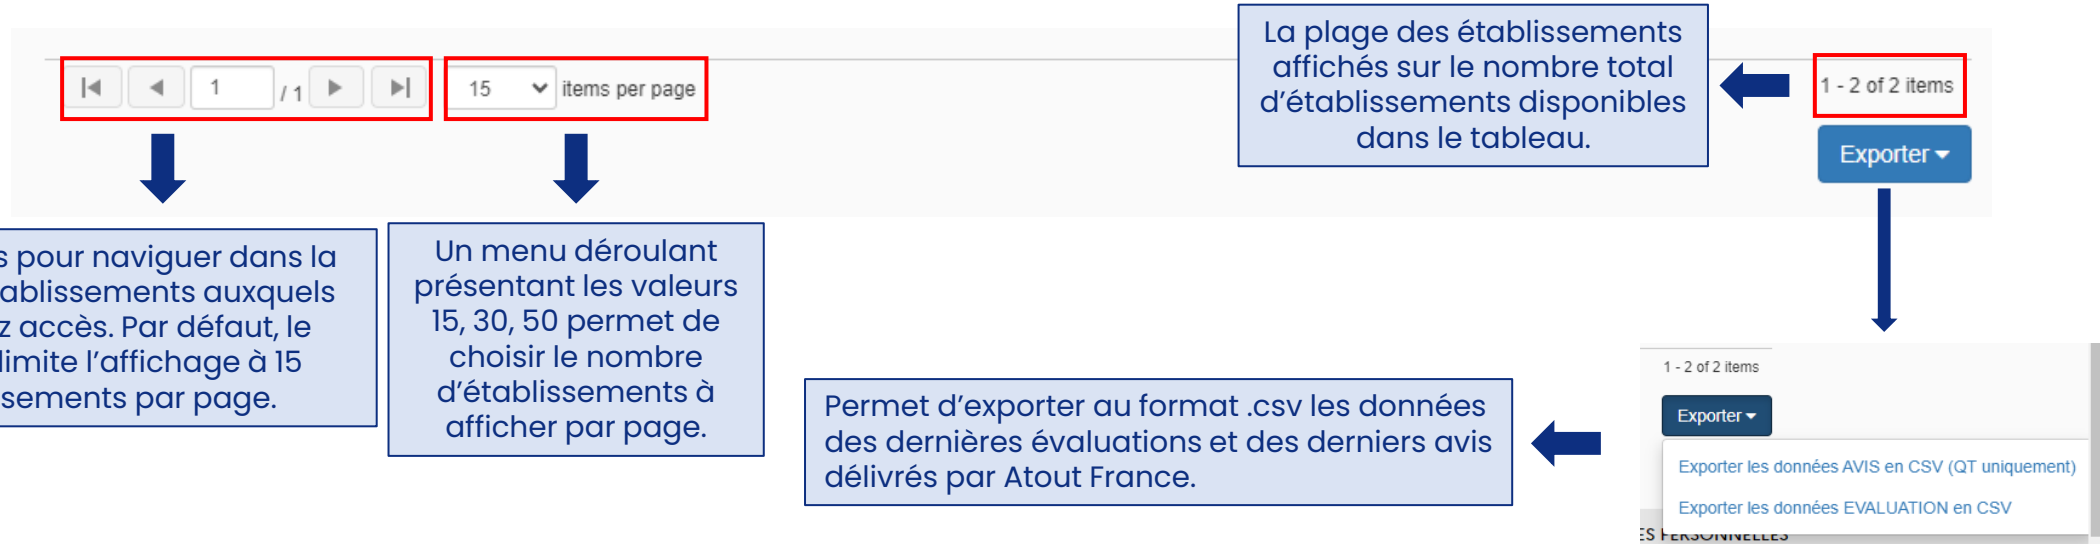 La plage des établissements
affichés sur le nombre total
d’établissements disponibles
dans le tableau.
1
/ 1
15
items per page
1 - 2 of 2 items
Exporter
s pour naviguer dans la
ablissements auxquels
z accès. Par défaut, le
limite l’affichage à 15
sements par page.
Un menu déroulant
présentant les valeurs
15, 30, 50 permet de
choisir le nombre
d’établissements à
afficher par page.
Permet d’exporter au format .csv les données
des dernières évaluations et des derniers avis
délivrés par Atout France.
1 - 2 of 2 items
Exporter
Exporter les données AVIS en CSV (QT uniquement)
Exporter les données EVALUATION en CSV
ES PERSONNELLES